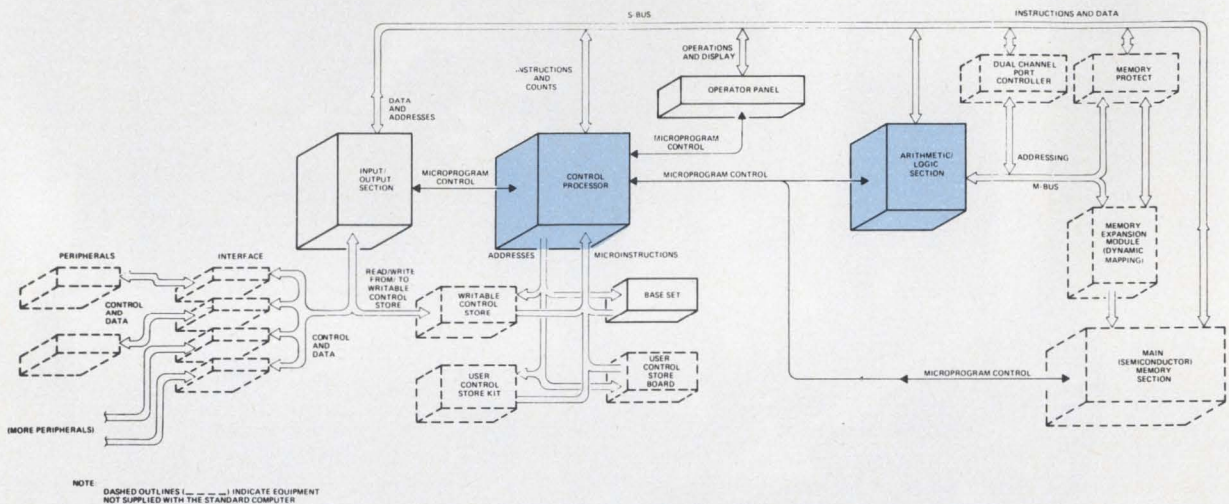 S-BUS
INSTRUCTIONS AND DATA
OPERATIONS
AND DISPLAY
DUAL CHANNEL
PORT
CONTROLLER
MEMORY
PROTECT
.NSTRUCTIONS
AND
COUNTS
OPERATOR PANEL
DATA
AND
ADDRESSES
MICROPROGRAM
CONTROL
INPUT/
OUTPUT
SECTION
MICROPROGRAM
CONTROL
CONTROL
PROCESSOR
MICROPROGRAM CONTROL
ARITHMETIC/
LOGIC
SECTION
ADDRESSING
M-BUS
MEMORY
EXPANSION
MODULE
(DYNAMIC
MAPPING)
ADDRESSES
MICROINSTRUCTIONS
PERIPHERALS
INTERFACE
READ/WRITE
FROM/TO
WRITABLE
CONTROL
STORE
CONTROL
AND
DATA
WRITABLE
CONTROL
STORE
BASE SET
CONTROL
AND
DATA
USER
CONTROL
STORE KIT
USER
CONTROL
STORE
BOARD
MICROPROGRAM CONTROL
MAIN
(SEMICONDUCTOR)
MEMORY
SECTION
(MORE PERIPHERALS)
NOTE
DASHED OUTLINES (_ _ _ _ _) INDICATE EQUIPMENT
NOT SUPPLIED WITH THE STANDARD COMPUTER